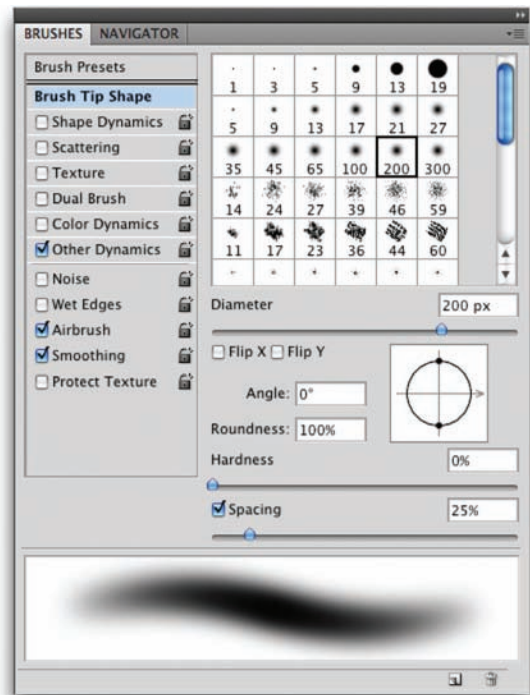 BRUSHES NAVIGATOR
Brush Presets
Brush Tip Shape
Shape Dynamics
Scattering
Texture
Dual Brush
Color Dynamics
Other Dynamics
Noise
Wet Edges
Airbrush
Smoothing
Protect Texture
1 3 5 9 13 19
5 9 13 17 21 27
35 45 65 100 200 300
14 24 27 39 46 59
11 17 23 36 44 60
Diameter 200 px
Flip X Flip Y
Angle: 0°
Roundness: 100%
Hardness 0%
Spacing 25%